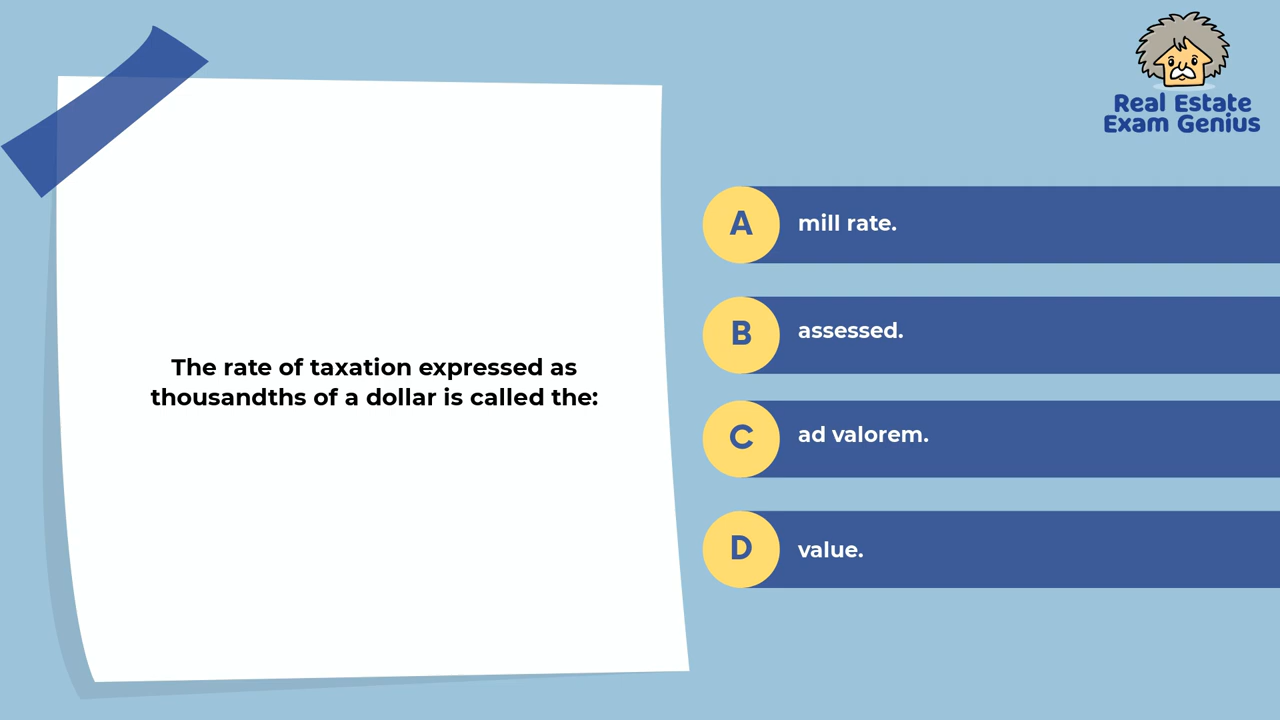 Real Estate
Exam Genius
The rate of taxation expressed as
thousandths of a dollar is called the:
A mill rate.
B assessed.
C ad valorem.
D value.